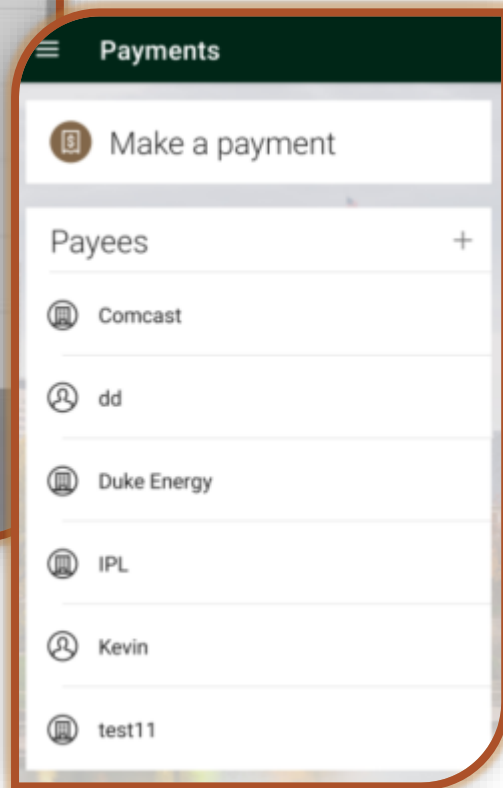 Payments
Make a payment
Payees +
Comcast
dd
Duke Energy
IPL
Kevin
test11